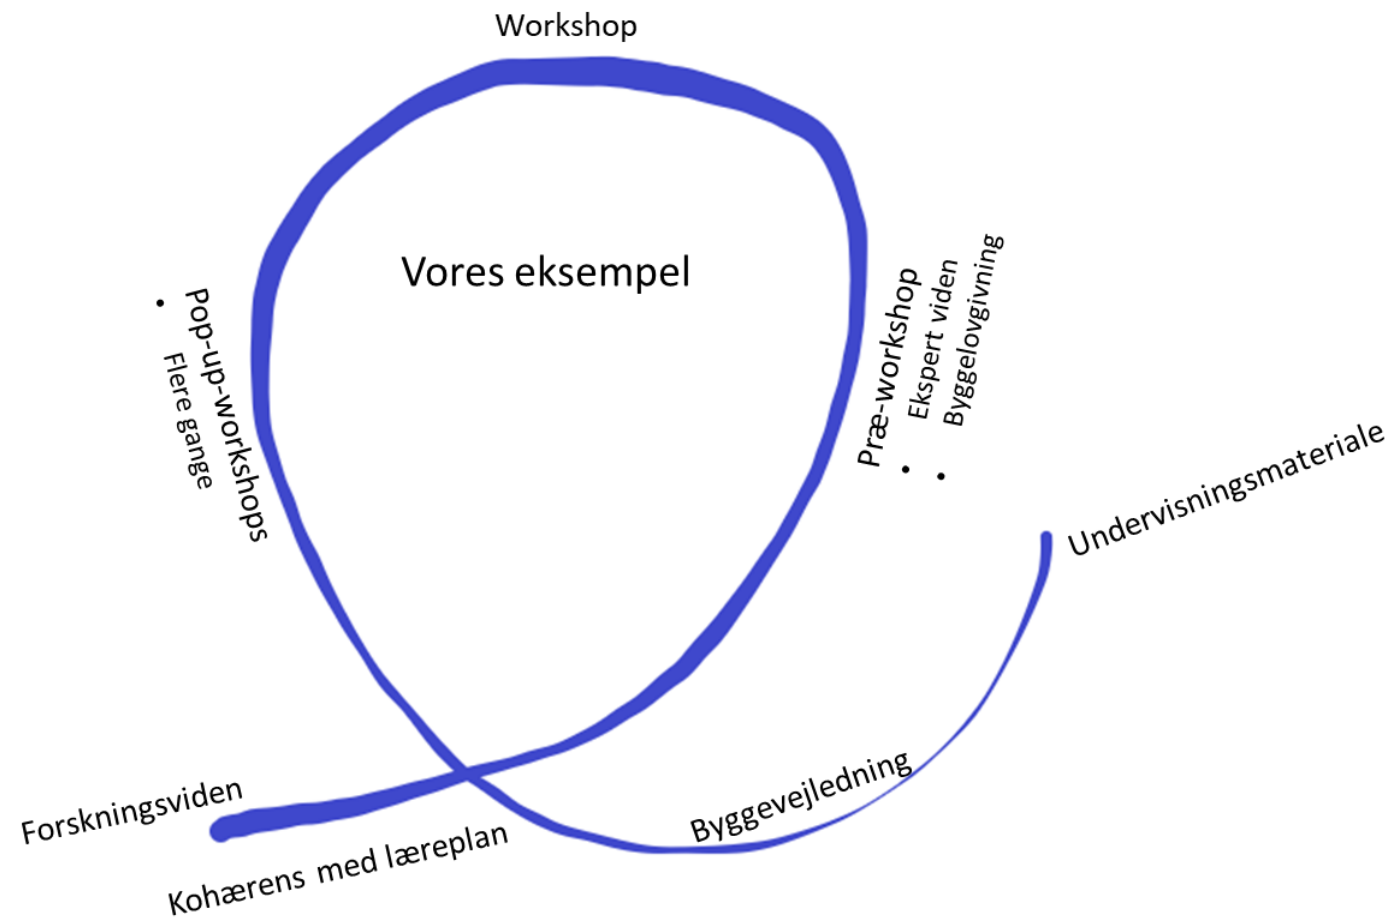 Workshop
Vores eksempel
Præ-workshop
• Ekspert viden
• Byggelovgivning
Pop-up-workshops
• Flere gange
Undervisningsmateriale
Byggevejledning
Forskningsviden
Kohærens med læreplan